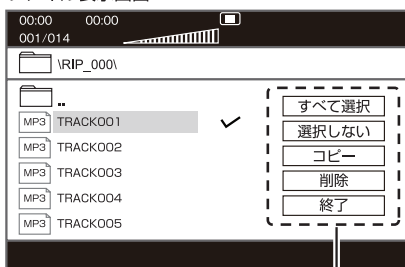 00:00 00:00
001/014
\RIP_000\
..
MP3 TRACK001
MP3 TRACK002
MP3 TRACK003
MP3 TRACK004
MP3 TRACK005
すべて選択
選択しない
コピー
削除
終了